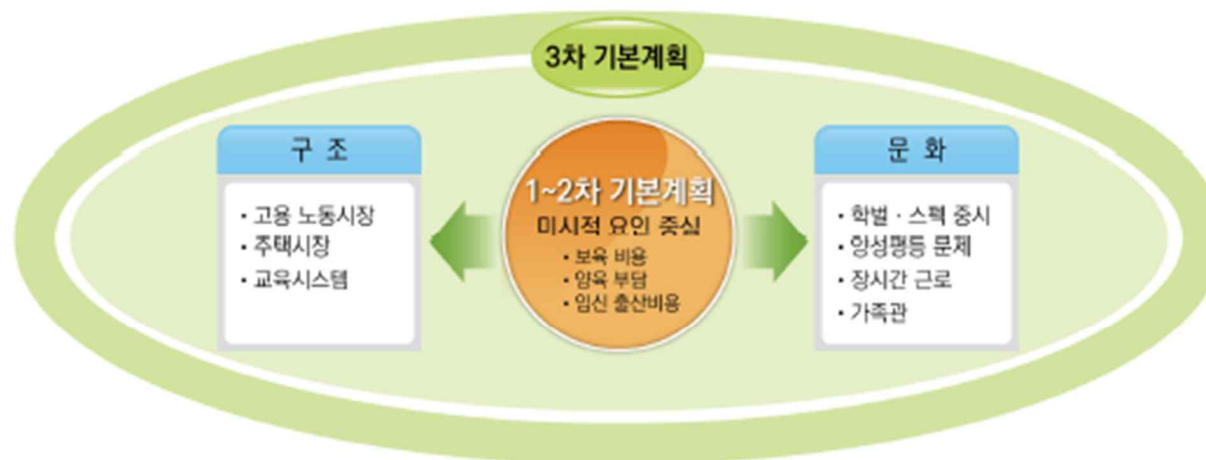 3차 기본계획
구 조
• 고용 노동시장
• 주택시장
• 교육시스템
1~2차 기본계획
미시적 요인 중심
• 보육 비용
• 양육 부담
• 임신 출산비용
문 화
• 학벌 · 스펙 중시
• 양성평등 문제
• 장시간 근로
• 가족관